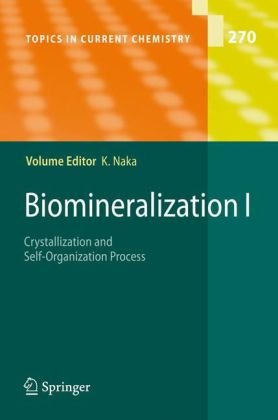 TOPICS IN CURRENT CHEMISTRY 270
Volume Editor K. Naka
Biomineralization I
Crystallization and
Self-Organization Process
Springer